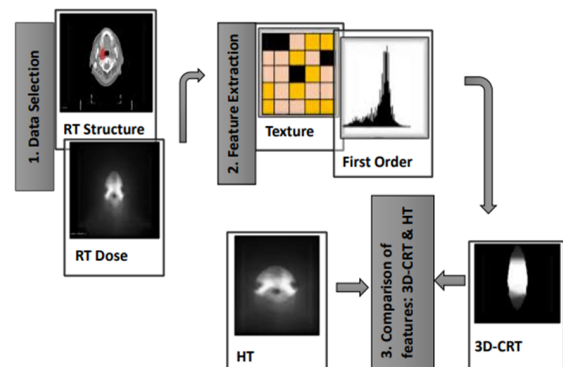 1. Data Selection
RT Structure
RT Dose
2. Feature Extraction
Texture
First Order
3. Comparison of
features: 3D-CRT & HT
HT
3D-CRT